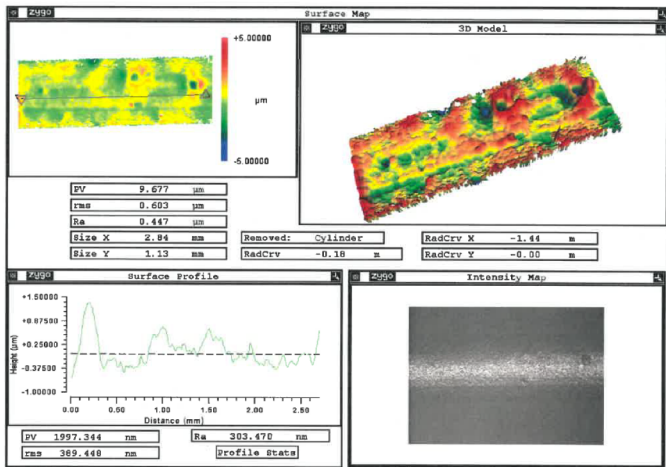 Surface Map
zygo
+5.00000
µm
-5.00000
zygo 3D Model
PV 9.677 µm
rms 0.603 µm
Ra 0.447 µm
Size X 2.84 mm
Size Y 1.13 mm
Removed: Cylinder
RadCrv -0.18 m
RadCrv X -1.44 m
RadCrv Y -0.00 m
zygo Surface Profile
+1.50000
+0.87500
+0.25000
-0.37500
-1.00000
Height (µm)
0.00 0.50 1.00 1.50 2.00 2.50
Distance (mm)
PV 1997.344 nm
rms 389.448 nm
Ra 303.470 nm
Profile Stats
zygo Intensity Map